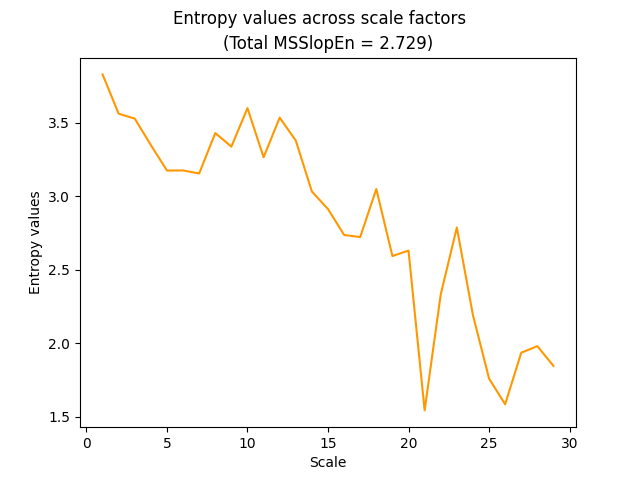 Entropy values across scale factors
(Total MSSlopEn = 2.729)
Entropy values
3.5
3.0
2.5
2.0
1.5
0 5 10 15 20 25 30
Scale